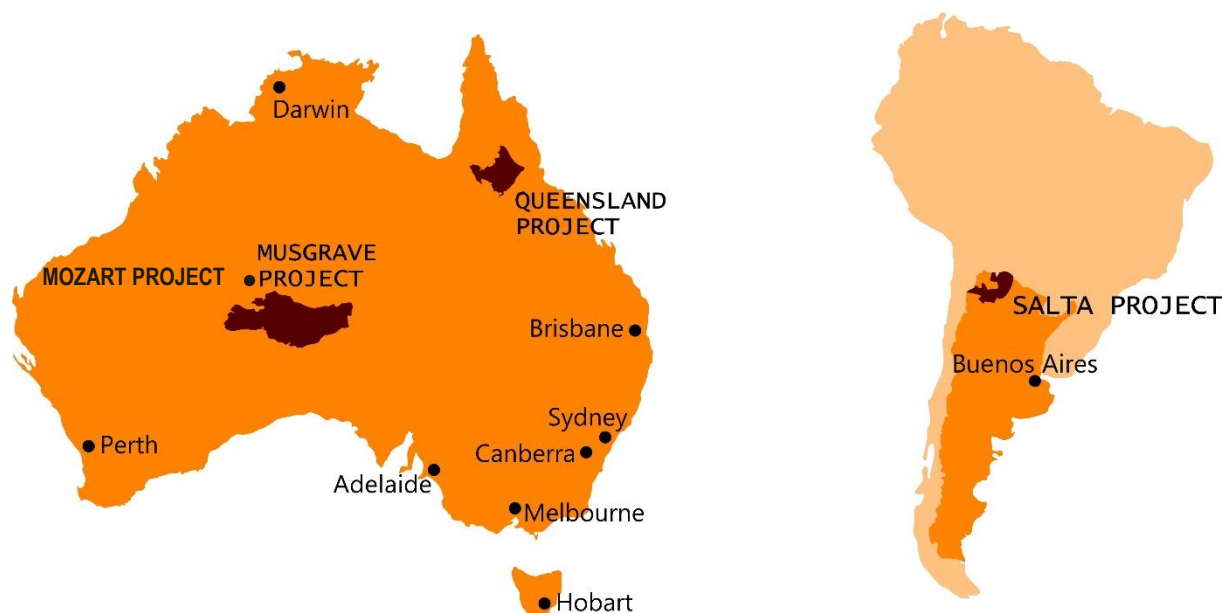 Darwin
QUEENSLAND
PROJECT
MUSGRAVE
PROJECT
MOZART PROJECT
Brisbane
Sydney
Canberra
Perth
Adelaide
Melbourne
Hobart
SALTA PROJECT
Buenos Aires